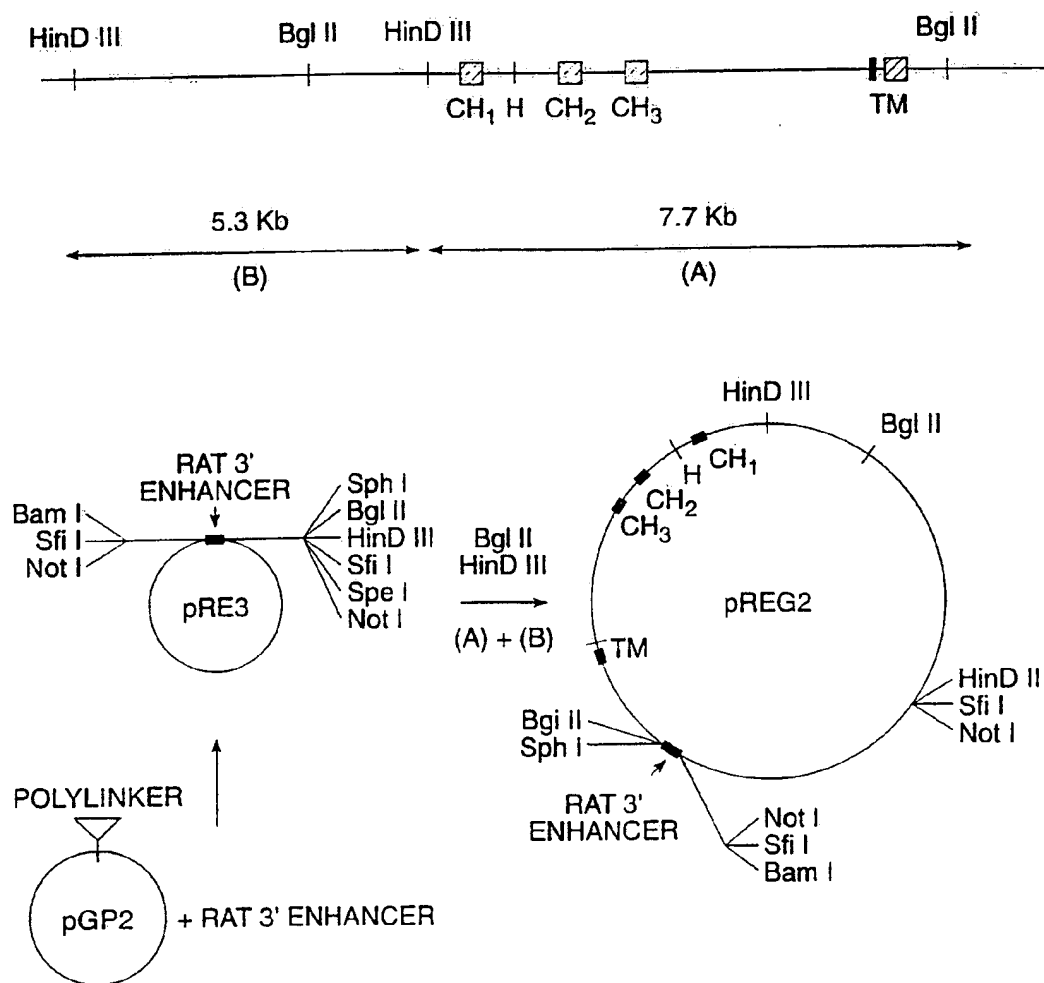 HinD III Bgl II HinD III Bgl II
CH1 H CH2 CH3 TM
5.3 Kb 7.7 Kb
(B) (A)
HinD III
Bgl II
H CH1
CH2
CH3
RAT 3'
ENHANCER
Bam I
Sfi I
Not I
Sph I
Bgl II
HinD III
Sfi I
Spe I
Not I
pRE3
Bgl II
HinD III
(A) + (B)
pREG2
TM
HinD II
Sfi I
Not I
Bgi II
Sph I
RAT 3'
ENHANCER
Not I
Sfi I
Bam I
POLYLINKER
pGP2 + RAT 3' ENHANCER